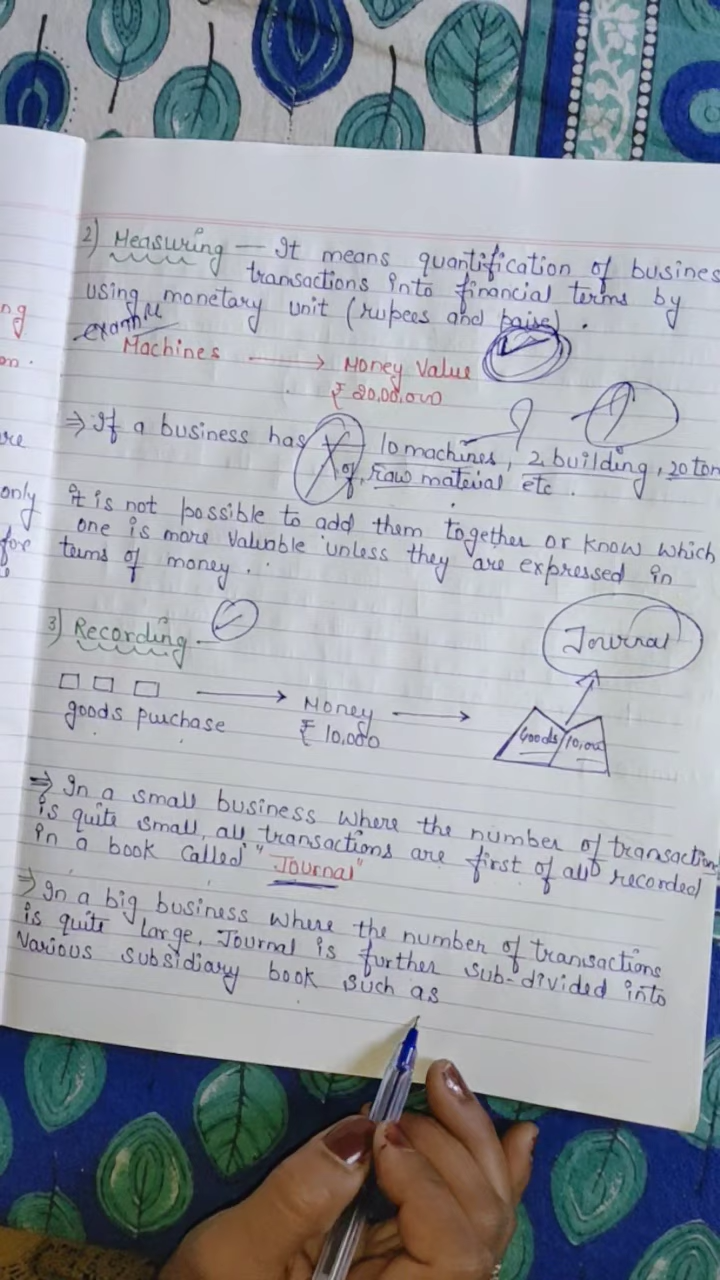 ng
on.
are
only
for
2) Measuring — It means quantification of busines
transactions into financial terms by
using monetary unit (rupees and paise).
Machines → Money Value
₹ 20,00,000
⇒ If a business has 10 machines, 2 building, 20 ton
of raw material etc.
it is not possible to add them together or know which
one is more valuable unless they are expressed in
terms of money.
3) Recording -
Journal
goods purchase → Money →
₹ 10,000
Goods 10,000
⇒ In a small business where the number of transaction
is quite small, all transactions are first of all recorded
in a book called "Journal"
⇒ In a big business where the number of transactions
is quite large, Journal is further sub-divided into
Various subsidiary book such as